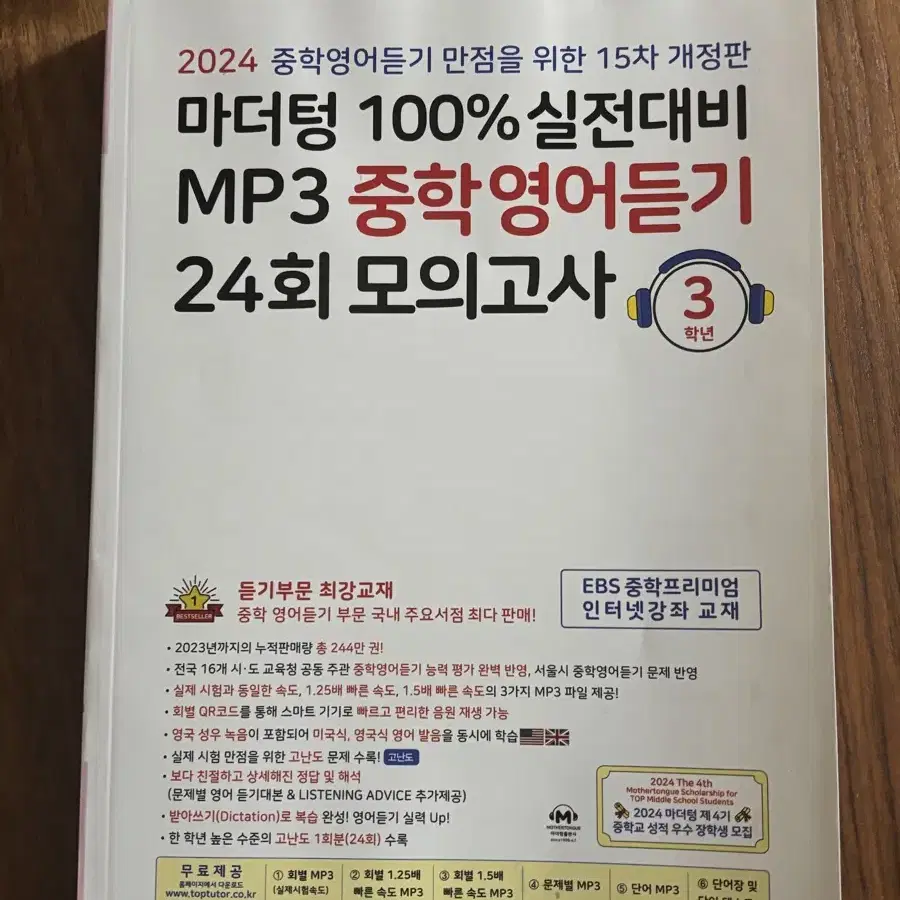 2024 중학영어듣기 만점을 위한 15차 개정판
마더텅 100% 실전대비
MP3 중학영어듣기
24회 모의고사
3
학년
1
BESTSELLER
듣기부문 최강교재
중학 영어듣기 부문 국내 주요서점 최다 판매!
EBS 중학프리미엄
인터넷강좌 교재
• 2023년까지의 누적판매량 총 244만 권!
• 전국 16개 시·도 교육청 공동 주관 중학영어듣기 능력 평가 완벽 반영, 서울시 중학영어듣기 문제 반영
• 실제 시험과 동일한 속도, 1.25배 빠른 속도, 1.5배 빠른 속도의 3가지 MP3 파일 제공!
• 회별 QR코드를 통해 스마트 기기로 빠르고 편리한 음원 재생 가능
• 영국 성우 녹음이 포함되어 미국식, 영국식 영어 발음을 동시에 학습
• 실제 시험 만점을 위한 고난도 문제 수록! 고난도
• 보다 친절하고 상세해진 정답 및 해석
(문제별 영어 듣기대본 & LISTENING ADVICE 추가제공)
• 받아쓰기(Dictation)로 복습 완성! 영어듣기 실력 Up!
• 한 학년 높은 수준의 고난도 1회분(24회) 수록
M
MOTHERTONGUE
마더텅출판사
2024 The 4th
Mothertongue Scholarship for
TOP Middle School Students
2024 마더텅 제4기
중학교 성적 우수 장학생 모집
무료제공
홈페이지에서 다운로드
www.toptutor.co.kr
① 회별 MP3
(실제시험속도)
② 회별 1.25배
빠른 속도 MP3
③ 회별 1.5배
빠른 속도 MP3
④ 문제별 MP3
⑤ 단어 MP3
⑥ 단어장 및